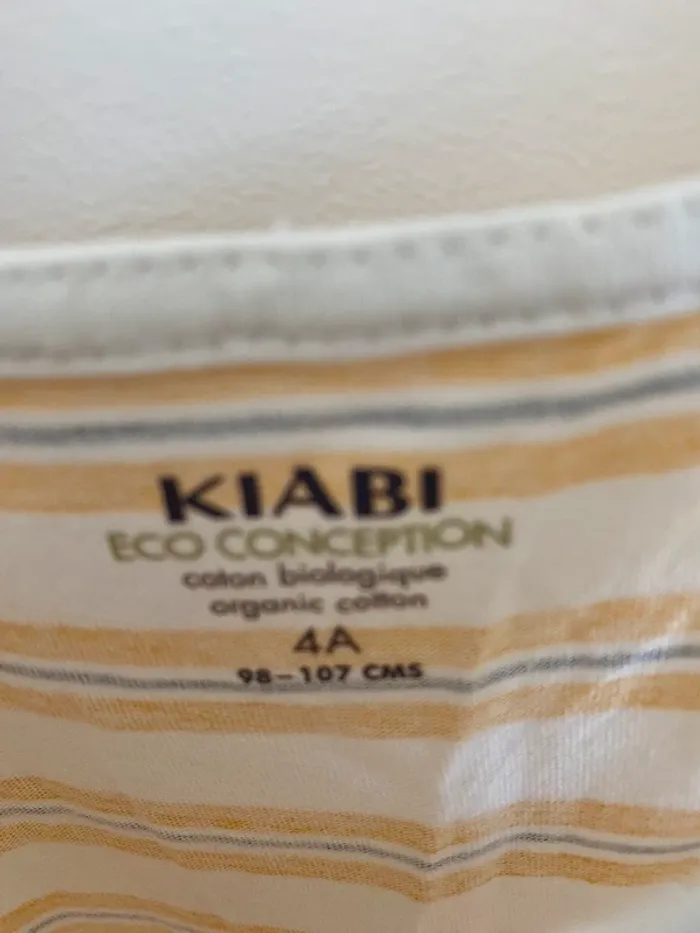 KIABI
ECO CONCEPTION
coton biologique
organic cotton
4A
98-107 CMS